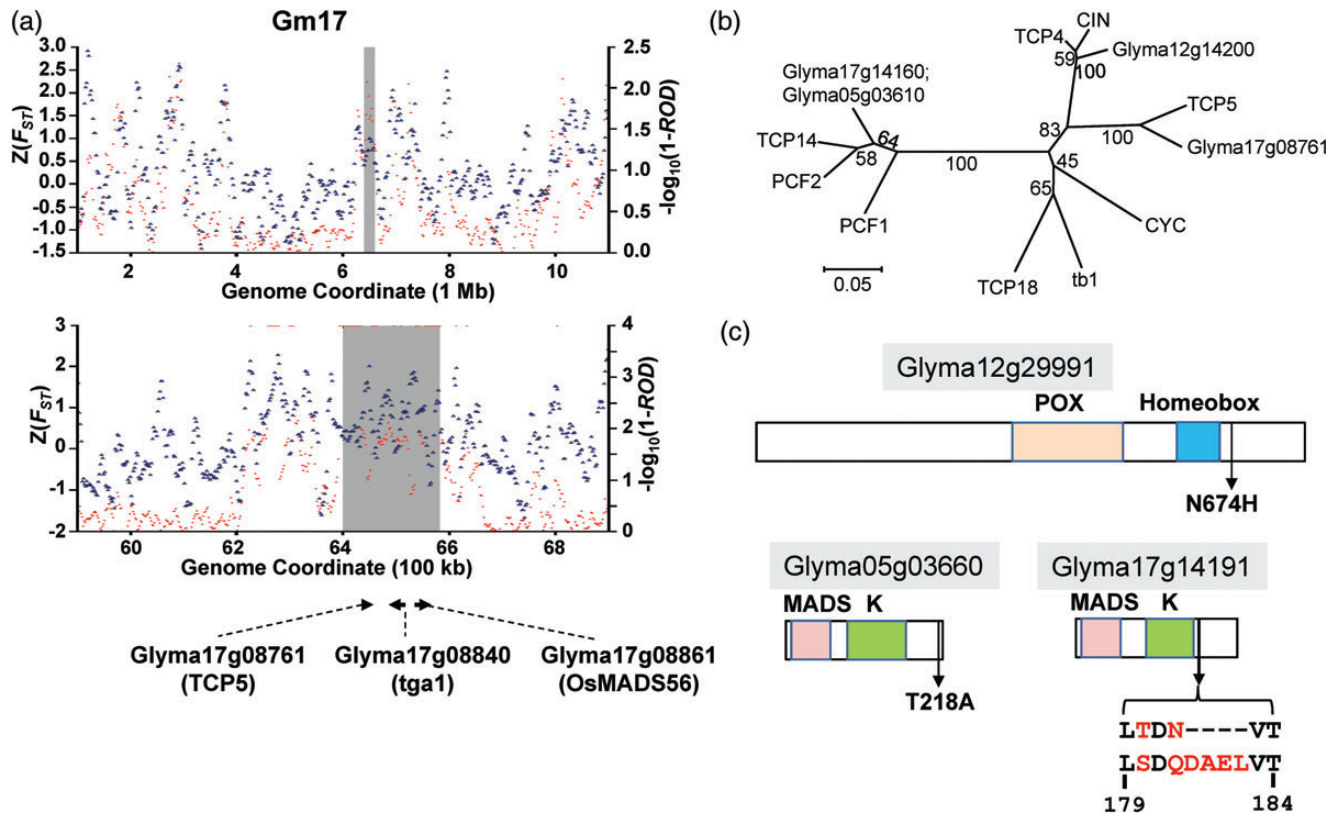 (a)
Gm17
Z(FST)
3.0
2.5
2.0
1.5
1.0
0.5
0.0
-0.5
-1.0
-1.5
2.5
2.0
1.5
1.0
0.5
0.0
-log10(1-ROD)
2 4 6 8 10
Genome Coordinate (1 Mb)
Z(FST)
3
2
1
0
-1
-2
4
3
2
1
0
-log10(1-ROD)
60 62 64 66 68
Genome Coordinate (100 kb)
Glyma17g08761 Glyma17g08840 Glyma17g08861
(TCP5) (tga1) (OsMADS56)
(b)
CIN
TCP4
59
Glyma12g14200
100
Glyma17g14160;
Glyma05g03610
TCP5
83
100
Glyma17g08761
64
TCP14
58
100
45
PCF2
65
PCF1
CYC
0.05
TCP18
tb1
(c)
Glyma12g29991
POX Homeobox
N674H
Glyma05g03660
MADS K
T218A
Glyma17g14191
MADS K
LTDN----VT
LSDQDAELVT
179 184